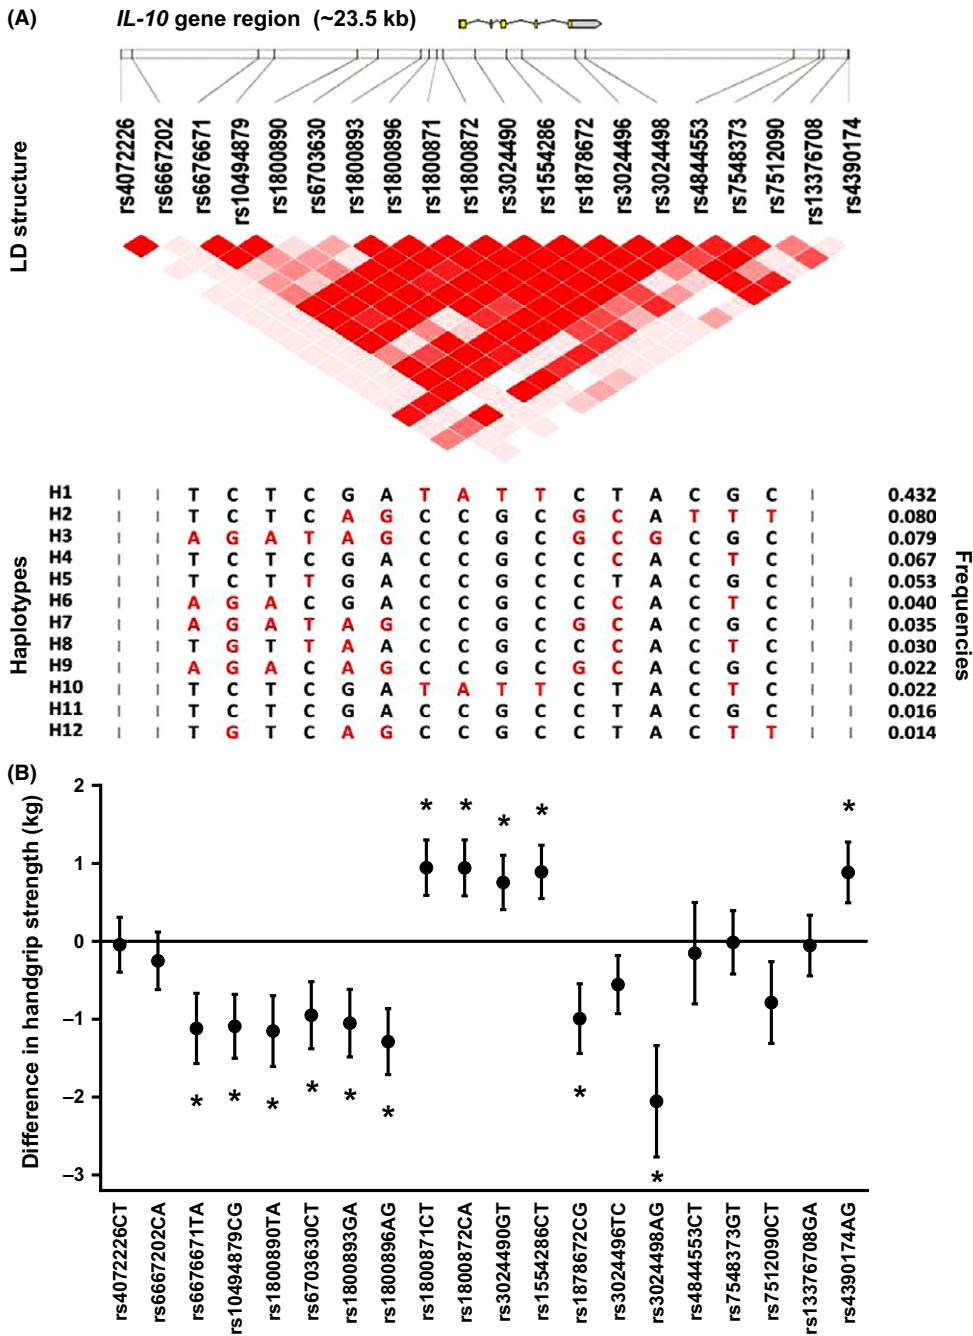 (A)
IL-10 gene region (~23.5 kb)
LD structure
rs4072226
rs6667202
rs6676671
rs10494879
rs1800890
rs6703630
rs1800893
rs1800896
rs1800871
rs1800872
rs3024490
rs1554286
rs1878672
rs3024496
rs3024498
rs4844553
rs7548373
rs7512090
rs13376708
rs4390174
Haplotypes
Frequencies
H1 | | T C T C G A T A T T C T A C G C | 0.432
H2 | | T C T C A G C C G C G C A T T T | 0.080
H3 | | A G A T A G C C G C G C G C G C | 0.079
H4 | | T C T C G A C C G C C C A C T C | 0.067
H5 | | T C T T G A C C G C C T A C G C | | 0.053
H6 | | A G A C G A C C G C C C A C T C | | 0.040
H7 | | A G A T A G C C G C G C A C G C | | 0.035
H8 | | T G T T A A C C G C C C A C T C | | 0.030
H9 | | A G A C A G C C G C G C A C G C | | 0.022
H10 | | T C T C G A T A T T C T A C T C | | 0.022
H11 | | T C T C G A C C G C C T A C G C | | 0.016
H12 | | T G T C A G C C G C C T A C T T | | 0.014
(B)
Difference in handgrip strength (kg)
2
1
0
−1
−2
−3
* * * * * * * * * * * * *
rs4072226CT
rs6667202CA
rs6676671TA
rs10494879CG
rs1800890TA
rs6703630CT
rs1800893GA
rs1800896AG
rs1800871CT
rs1800872CA
rs3024490GT
rs1554286CT
rs1878672CG
rs3024496TC
rs3024498AG
rs4844553CT
rs7548373GT
rs7512090CT
rs13376708GA
rs4390174AG